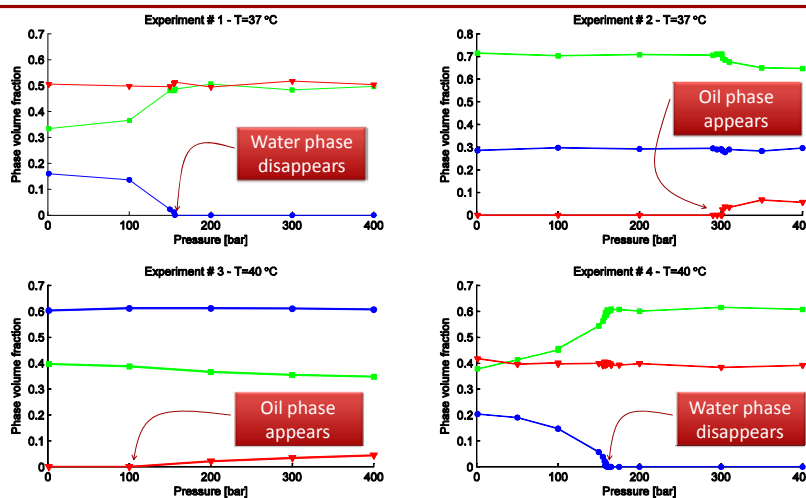 Experiment # 1 - T=37 ºC
0.7
0.6
0.5
0.4
0.3
0.2
0.1
0
0 100 200 300 400
Phase volume fraction
Pressure [bar]
Water phase
disappears
Experiment # 2 - T=37 ºC
0.8
0.7
0.6
0.5
0.4
0.3
0.2
0.1
0
0 100 200 300 40
Phase volume fraction
Pressure [bar]
Oil phase
appears
Experiment # 3 - T=40 ºC
0.7
0.6
0.5
0.4
0.3
0.2
0.1
0
0 100 200 300 400
Phase volume fraction
Pressure [bar]
Oil phase
appears
Experiment # 4 - T=40 ºC
0.7
0.6
0.5
0.4
0.3
0.2
0.1
0
0 100 200 300 40
Phase volume fraction
Pressure [bar]
Water phase
disappears